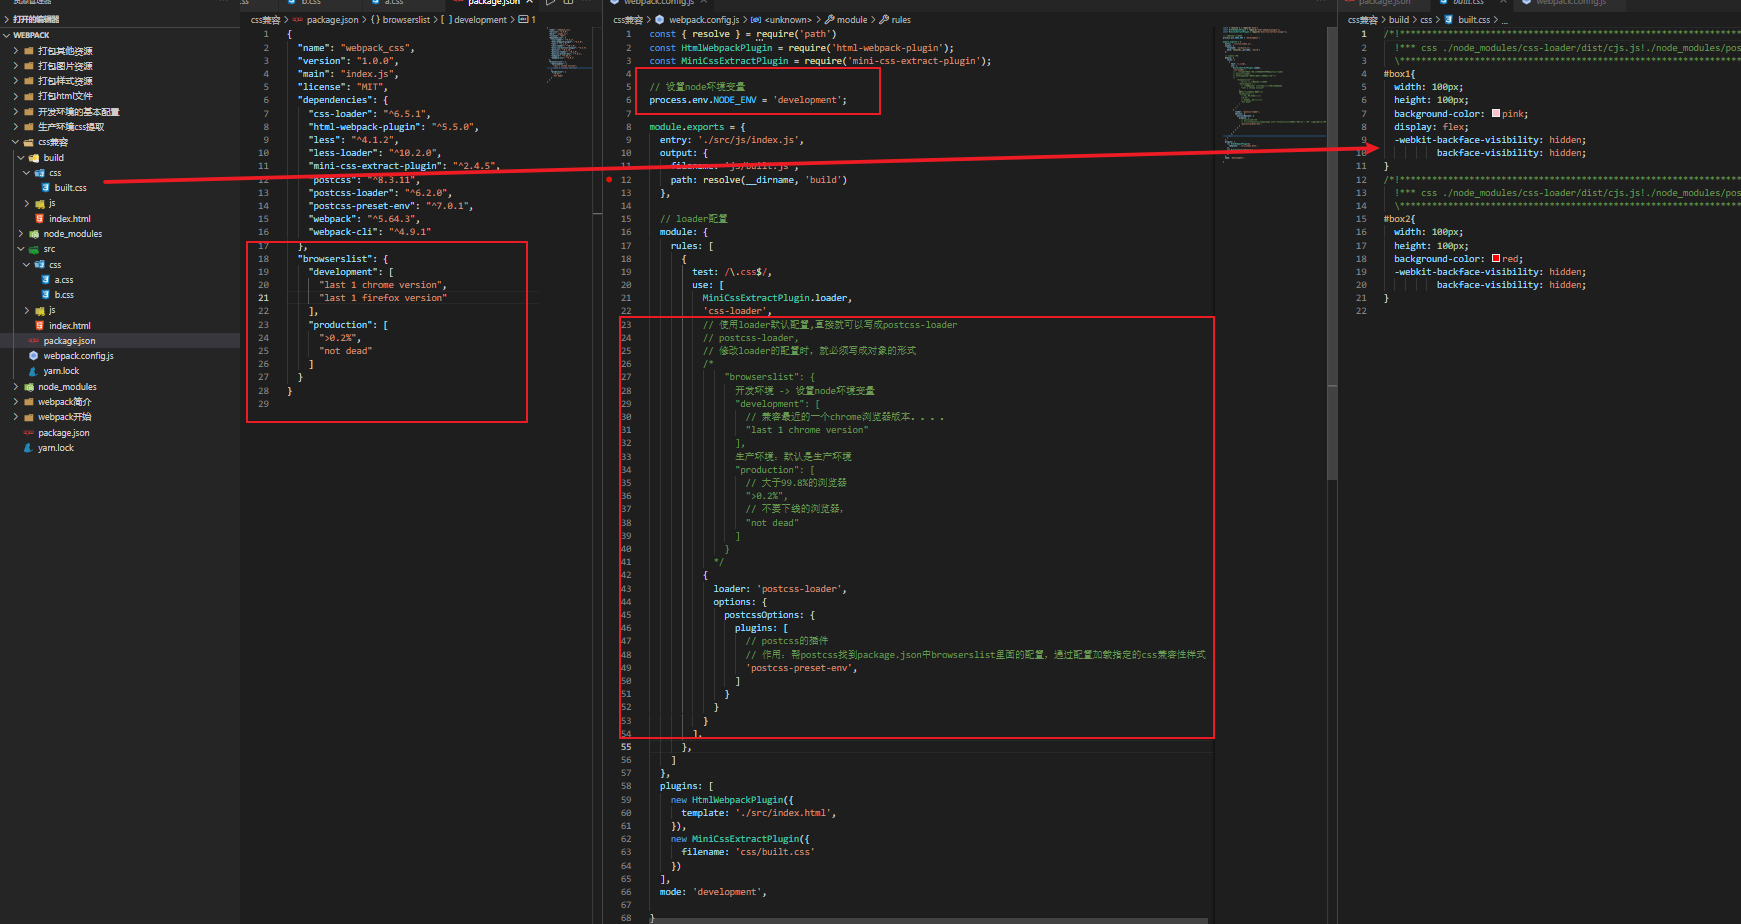 资源管理器
打开的编辑器
WEBPACK
打包其他资源
打包图片资源
打包样式资源
打包html文件
开发环境的基本配置
生产环境css提取
css兼容
build
css
built.css
js
index.html
node_modules
src
css
a.css
b.css
js
index.html
package.json
webpack.config.js
yarn.lock
node_modules
webpack简介
webpack开始
package.json
yarn.lock
.css
b.css
a.css
package.json
css兼容 > package.json > { } browserslist > [ ] development > 1
1 {
2 "name": "webpack_css",
3 "version": "1.0.0",
4 "main": "index.js",
5 "license": "MIT",
6 "dependencies": {
7 "css-loader": "^6.5.1",
8 "html-webpack-plugin": "^5.5.0",
9 "less": "^4.1.2",
10 "less-loader": "^10.2.0",
11 "mini-css-extract-plugin": "^2.4.5",
12 "postcss": "^8.3.11",
13 "postcss-loader": "^6.2.0",
14 "postcss-preset-env": "^7.0.1",
15 "webpack": "^5.64.3",
16 "webpack-cli": "^4.9.1"
17 },
18 "browserslist": {
19 "development": [
20 "last 1 chrome version",
21 "last 1 firefox version"
22 ],
23 "production": [
24 ">0.2%",
25 "not dead"
26 ]
27 }
28 }
29
webpack.config.js
css兼容 > webpack.config.js > <unknown> > module > rules
1 const { resolve } = require('path')
2 const HtmlWebpackPlugin = require('html-webpack-plugin');
3 const MiniCssExtractPlugin = require('mini-css-extract-plugin');
4
5 // 设置node环境变量
6 process.env.NODE_ENV = 'development';
7
8 module.exports = {
9 entry: './src/js/index.js',
10 output: {
11 filename: 'js/built.js',
12 path: resolve(__dirname, 'build')
13 },
14
15 // loader配置
16 module: {
17 rules: [
18 {
19 test: /\.css$/,
20 use: [
21 MiniCssExtractPlugin.loader,
22 'css-loader',
23 // 使用loader默认配置,直接就可以写成postcss-loader
24 // postcss-loader,
25 // 修改loader的配置时，就必须写成对象的形式
26 /*
27 "browserslist": {
28 开发环境 -> 设置node环境变量
29 "development": [
30 // 兼容最近的一个chrome浏览器版本．．．．
31 "last 1 chrome version"
32 ],
33 生产环境：默认是生产环境
34 "production": [
35 // 大于99.8%的浏览器
36 ">0.2%",
37 // 不要下线的浏览器，
38 "not dead"
39 ]
40 }
41 */
42 {
43 loader: 'postcss-loader',
44 options: {
45 postcssOptions: {
46 plugins: [
47 // postcss的插件
48 // 作用：帮postcss找到package.json中browserslist里面的配置，通过配置加载指定的css兼容性样式
49 'postcss-preset-env',
50 ]
51 }
52 }
53 }
54 ],
55 },
56 ]
57 },
58 plugins: [
59 new HtmlWebpackPlugin({
60 template: './src/index.html',
61 }),
62 new MiniCssExtractPlugin({
63 filename: 'css/built.css'
64 })
65 ],
66 mode: 'development',
67
68 }
package.json
built.css
webpack.config.js
css兼容 > build > css > built.css > ...
1 /*!***************************************************************
2 !*** css ./node_modules/css-loader/dist/cjs.js!./node_modules/pos
3 \***************************************************************
4 #box1{
5 width: 100px;
6 height: 100px;
7 background-color: pink;
8 display: flex;
9 -webkit-backface-visibility: hidden;
10 backface-visibility: hidden;
11 }
12 /*!***************************************************************
13 !*** css ./node_modules/css-loader/dist/cjs.js!./node_modules/pos
14 \***************************************************************
15 #box2{
16 width: 100px;
17 height: 100px;
18 background-color: red;
19 -webkit-backface-visibility: hidden;
20 backface-visibility: hidden;
21 }
22